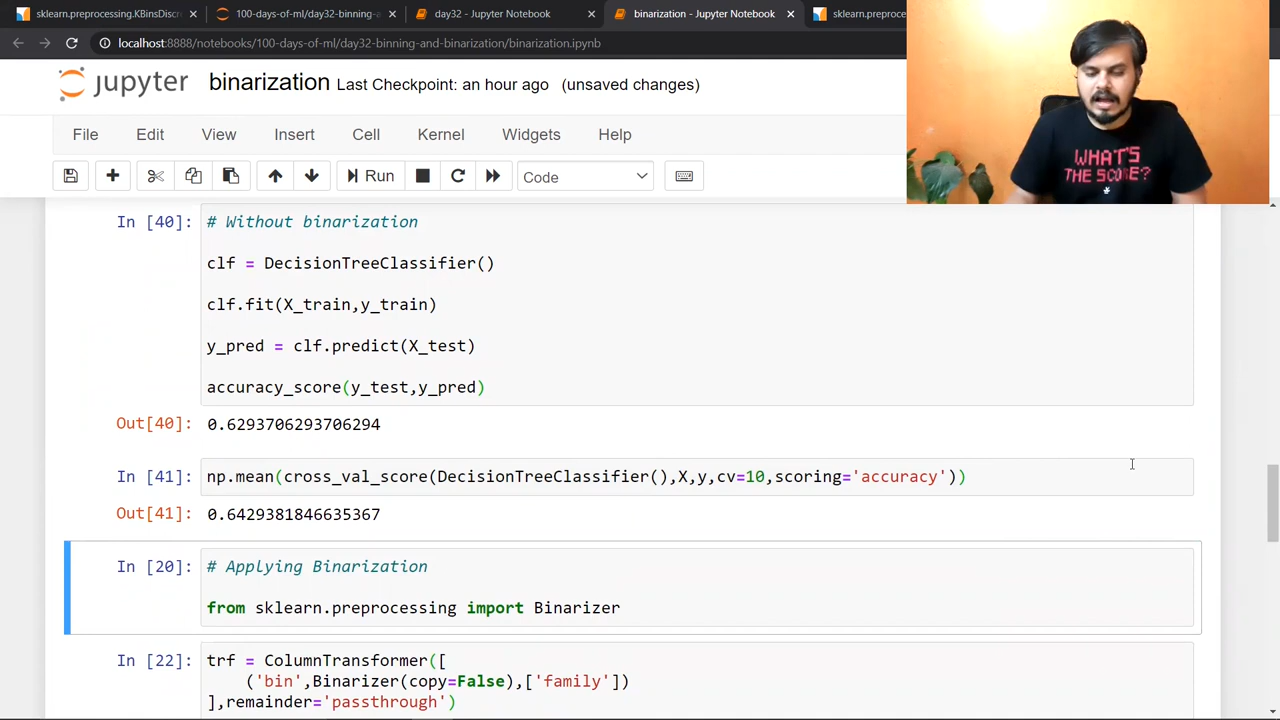 sklearn.preprocessing.KBinsDiscr
100-days-of-ml/day32-binning-a
day32 - Jupyter Notebook
binarization - Jupyter Notebook
sklearn.preproce
localhost:8888/notebooks/100-days-of-ml/day32-binning-and-binarization/binarization.ipynb
jupyter binarization Last Checkpoint: an hour ago (unsaved changes)
File Edit View Insert Cell Kernel Widgets Help
Run Code
WHAT'S
THE SCORE?
In [40]: # Without binarization
clf = DecisionTreeClassifier()
clf.fit(X_train,y_train)
y_pred = clf.predict(X_test)
accuracy_score(y_test,y_pred)
Out[40]: 0.6293706293706294
In [41]: np.mean(cross_val_score(DecisionTreeClassifier(),X,y,cv=10,scoring='accuracy'))
Out[41]: 0.6429381846635367
In [20]: # Applying Binarization
from sklearn.preprocessing import Binarizer
In [22]: trf = ColumnTransformer([
('bin',Binarizer(copy=False),['family'])
],remainder='passthrough')